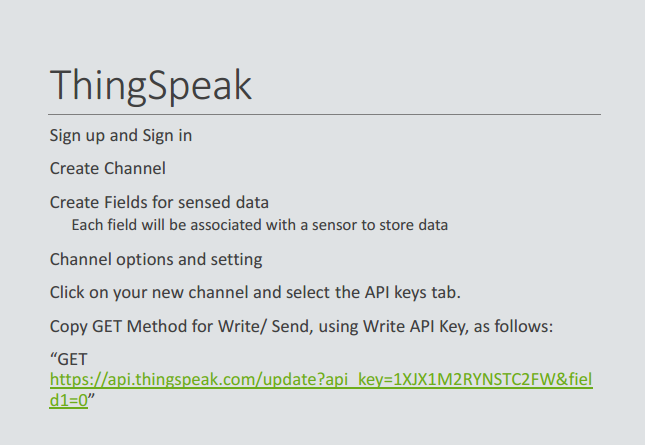 ThingSpeak
Sign up and Sign in
Create Channel
Create Fields for sensed data
Each field will be associated with a sensor to store data
Channel options and setting
Click on your new channel and select the API keys tab.
Copy GET Method for Write/ Send, using Write API Key, as follows:
“GET
https://api.thingspeak.com/update?api_key=1XJX1M2RYNSTC2FW&fiel
d1=0”